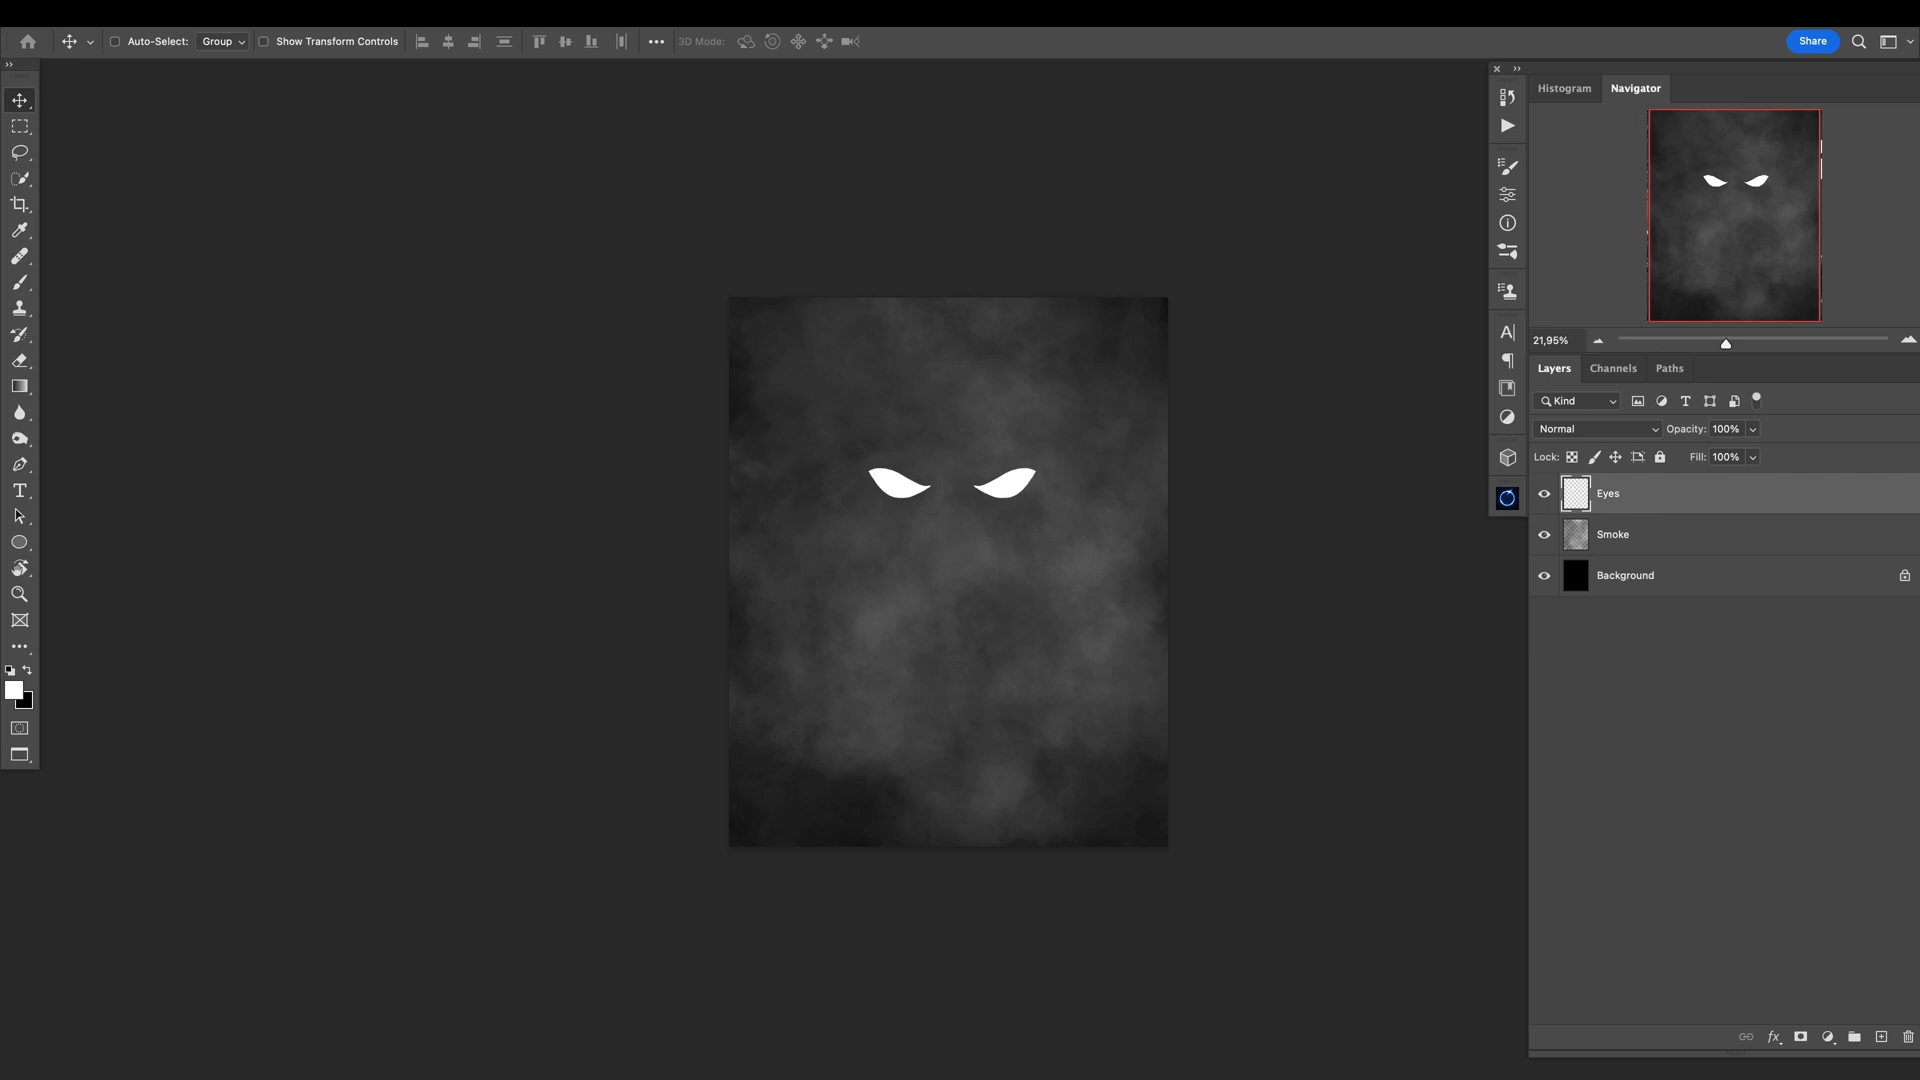 Auto-Select: Group Show Transform Controls 3D Mode: Share
Histogram Navigator
21,95%
Layers Channels Paths
Kind
Normal Opacity: 100%
Lock: Fill: 100%
Eyes
Smoke
Background